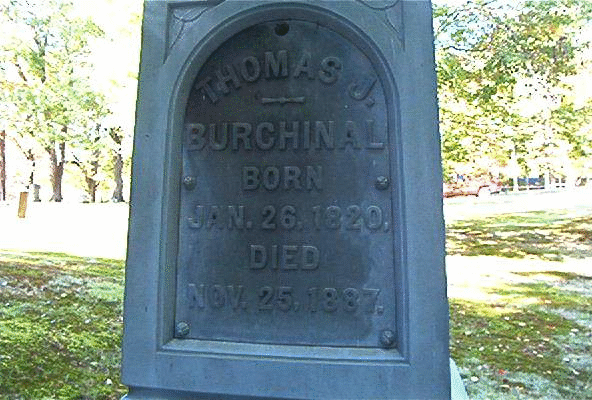 THOMAS J.
BURCHINAL
BORN
JAN. 26. 1820.
DIED
NOV. 25. 1887.